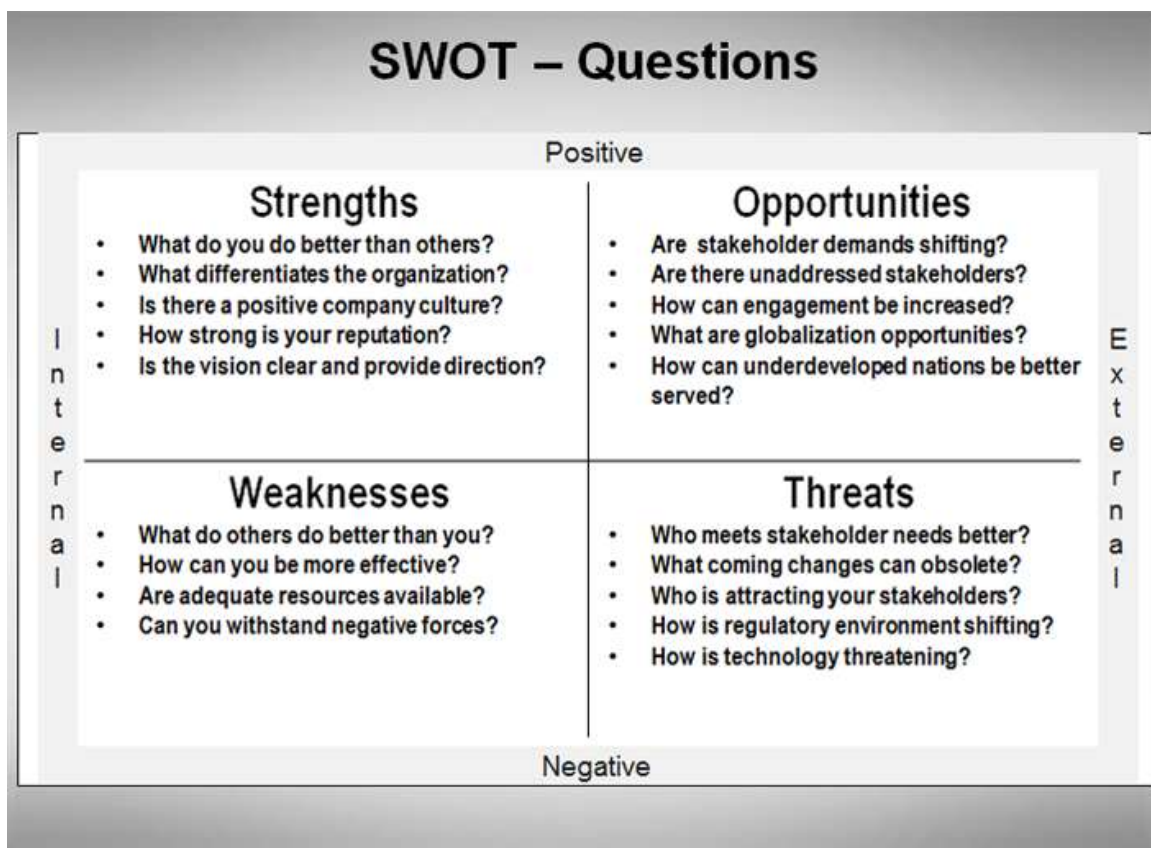 SWOT – Questions
Positive
Internal
Strengths
• What do you do better than others?
• What differentiates the organization?
• Is there a positive company culture?
• How strong is your reputation?
• Is the vision clear and provide direction?
Opportunities
• Are stakeholder demands shifting?
• Are there unaddressed stakeholders?
• How can engagement be increased?
• What are globalization opportunities?
• How can underdeveloped nations be better
served?
External
Weaknesses
• What do others do better than you?
• How can you be more effective?
• Are adequate resources available?
• Can you withstand negative forces?
Threats
• Who meets stakeholder needs better?
• What coming changes can obsolete?
• Who is attracting your stakeholders?
• How is regulatory environment shifting?
• How is technology threatening?
Negative